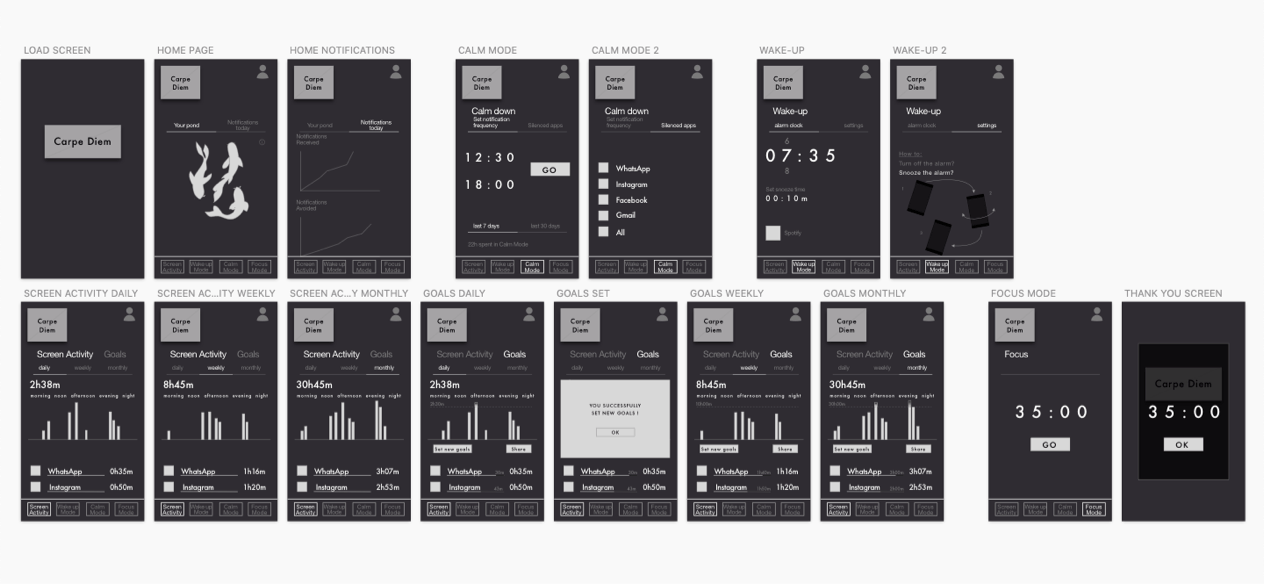 LOAD SCREEN
HOME PAGE
HOME NOTIFICATIONS
CALM MODE
CALM MODE 2
WAKE-UP
WAKE-UP 2
Carpe Diem
Carpe
Diem
Your pond
Notifications
today
Screen
Activity
Wake up
Mode
Calm
Mode
Focus
Mode
Carpe
Diem
Your pond
Notifications
today
Notifications
Received
Notifications
Avoided
Screen
Activity
Wake up
Mode
Calm
Mode
Focus
Mode
Carpe
Diem
Calm down
Set notification
frequency
Silenced apps
12:30
GO
18:00
last 7 days
last 30 days
22h spent in Calm Mode
Screen
Activity
Wake up
Mode
Calm
Mode
Focus
Mode
Carpe
Diem
Calm down
Set notification
frequency
Silenced apps
WhatsApp
Instagram
Facebook
Gmail
All
Screen
Activity
Wake up
Mode
Calm
Mode
Focus
Mode
Carpe
Diem
Wake-up
alarm clock
settings
6
07:35
8
Set snooze time
00:10m
Spotify
Screen
Activity
Wake up
Mode
Calm
Mode
Focus
Mode
Carpe
Diem
Wake-up
alarm clock
settings
How to:
Turn off the alarm?
Snooze the alarm?
Screen
Activity
Wake up
Mode
Calm
Mode
Focus
Mode
SCREEN ACTIVITY DAILY
SCREEN AC...ITY WEEKLY
SCREEN AC...Y MONTHLY
GOALS DAILY
GOALS SET
GOALS WEEKLY
GOALS MONTHLY
FOCUS MODE
THANK YOU SCREEN
Carpe
Diem
Screen Activity Goals
daily weekly monthly
2h38m
morning noon afternoon evening night
WhatsApp 0h35m
Instagram 0h50m
Screen
Activity
Wake up
Mode
Calm
Mode
Focus
Mode
Carpe
Diem
Screen Activity Goals
daily weekly monthly
8h45m
morning noon afternoon evening night
WhatsApp 1h16m
Instagram 1h20m
Screen
Activity
Wake up
Mode
Calm
Mode
Focus
Mode
Carpe
Diem
Screen Activity Goals
daily weekly monthly
30h45m
morning noon afternoon evening night
WhatsApp 3h07m
Instagram 2h53m
Screen
Activity
Wake up
Mode
Calm
Mode
Focus
Mode
Carpe
Diem
Screen Activity Goals
daily weekly monthly
2h38m
morning noon afternoon evening night
Set new goals Share
WhatsApp 0h35m
Instagram 0h50m
Screen
Activity
Wake up
Mode
Calm
Mode
Focus
Mode
Carpe
Diem
Screen Activity Goals
daily weekly monthly
YOU SUCCESSFULLY
SET NEW GOALS !
OK
WhatsApp 0h35m
Instagram 0h50m
Screen
Activity
Wake up
Mode
Calm
Mode
Focus
Mode
Carpe
Diem
Screen Activity Goals
daily weekly monthly
8h45m
morning noon afternoon evening night
Set new goals Share
WhatsApp 1h16m
Instagram 1h20m
Screen
Activity
Wake up
Mode
Calm
Mode
Focus
Mode
Carpe
Diem
Screen Activity Goals
daily weekly monthly
30h45m
morning noon afternoon evening night
Set new goals Share
WhatsApp 3h07m
Instagram 2h53m
Screen
Activity
Wake up
Mode
Calm
Mode
Focus
Mode
Carpe
Diem
Focus
35:00
GO
Screen
Activity
Wake up
Mode
Calm
Mode
Focus
Mode
Carpe Diem
35:00
OK